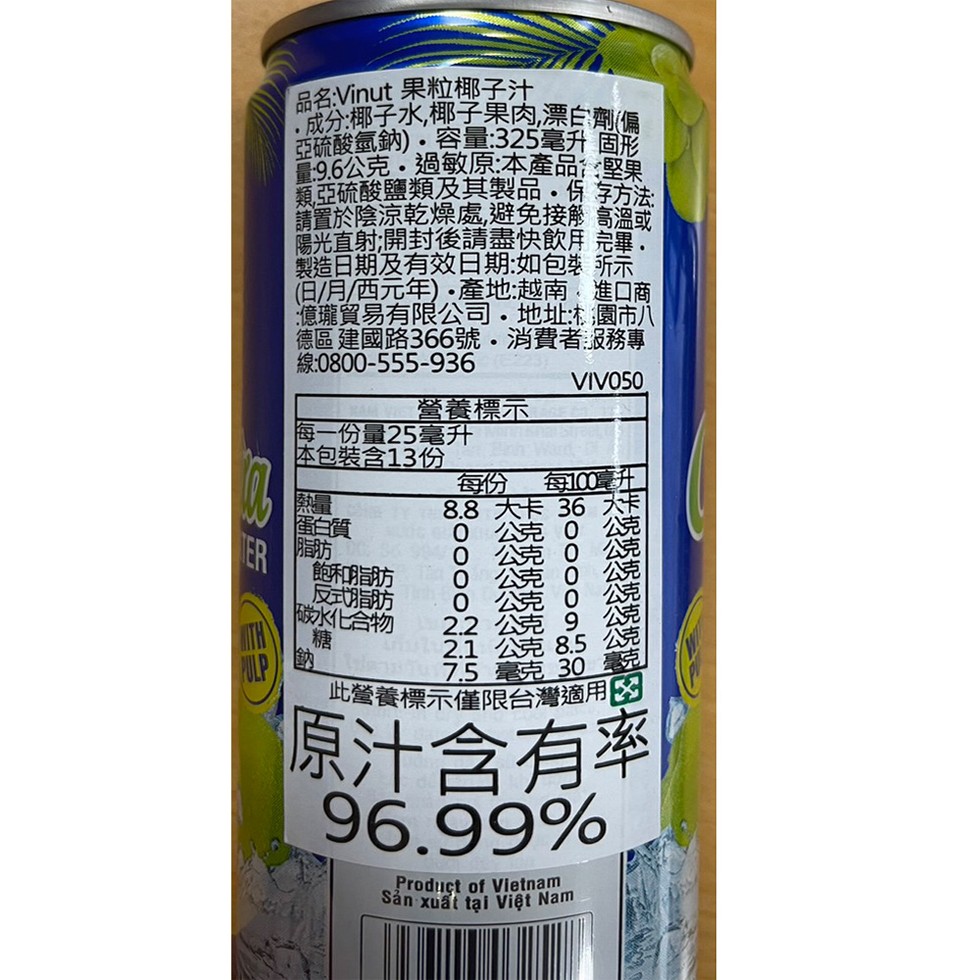 品名:Vinut 果粒椰子汁
・成分:椰子水,椰子果肉,漂白劑(偏
亞硫酸氫鈉)・容量:325毫升 固形
量:9.6公克・過敏原:本產品含堅果
類,亞硫酸鹽類及其製品・保存方法:
請置於陰涼乾燥處,避免接觸高溫或
陽光直射;開封後請盡快飲用完畢・
製造日期及有效日期:如包裝所示
(日/月/西元年)・產地:越南・進口商
:億瓏貿易有限公司・地址:桃園市八
德區 建國路366號・消費者服務專
線:0800-555-936
VIV050
營養標示
每一份量25毫升
本包裝含13份
每份 每100毫升
熱量 8.8 大卡 36 大卡
蛋白質 0 公克 0 公克
脂肪 0 公克 0 公克
飽和脂肪 0 公克 0 公克
反式脂肪 0 公克 0 公克
碳水化合物 2.2 公克 9 公克
糖 2.1 公克 8.5 公克
鈉 7.5 毫克 30 毫克
此營養標示僅限台灣適用
原汁含有率
96.99%
WITH
PULP
Product of Vietnam
Sản xuất tại Việt Nam